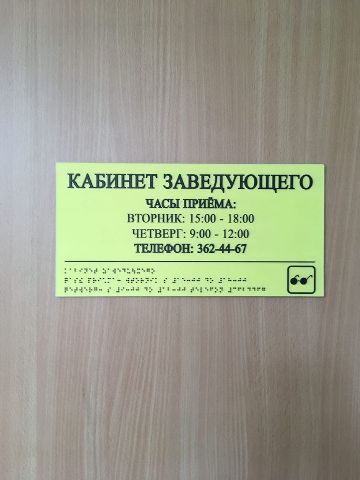 КАБИНЕТ ЗАВЕДУЮЩЕГО
ЧАСЫ ПРИЁМА:
ВТОРНИК: 15:00 - 18:00
ЧЕТВЕРГ: 9:00 - 12:00
ТЕЛЕФОН: 362-44-67